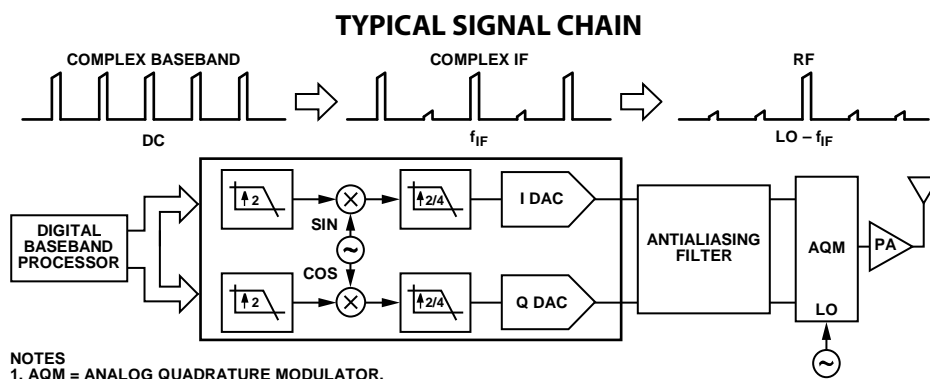 TYPICAL SIGNAL CHAIN
COMPLEX BASEBAND
COMPLEX IF
RF
DC
fIF
LO – fIF
DIGITAL
BASEBAND
PROCESSOR
2
SIN
2/4
I DAC
COS
2
2/4
Q DAC
ANTIALIASING
FILTER
AQM
LO
PA
NOTES
1. AQM = ANALOG QUADRATURE MODULATOR.